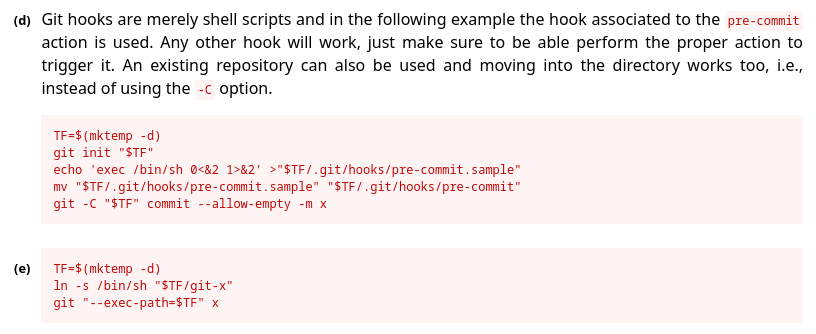 (d) Git hooks are merely shell scripts and in the following example the hook associated to the pre-commit
action is used. Any other hook will work, just make sure to be able perform the proper action to
trigger it. An existing repository can also be used and moving into the directory works too, i.e.,
instead of using the -C option.
TF=$(mktemp -d)
git init "$TF"
echo 'exec /bin/sh 0<&2 1>&2' >"$TF/.git/hooks/pre-commit.sample"
mv "$TF/.git/hooks/pre-commit.sample" "$TF/.git/hooks/pre-commit"
git -C "$TF" commit --allow-empty -m x
(e) TF=$(mktemp -d)
ln -s /bin/sh "$TF/git-x"
git "--exec-path=$TF" x